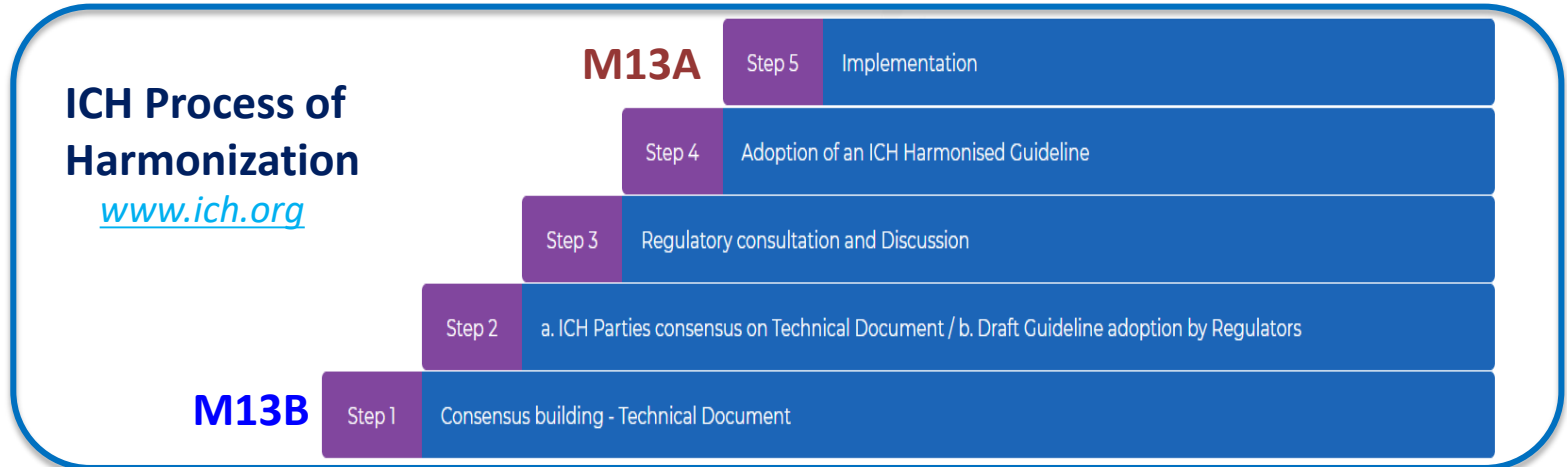 ICH Process of
Harmonization
www.ich.org
M13A
Step 5 Implementation
Step 4 Adoption of an ICH Harmonised Guideline
Step 3 Regulatory consultation and Discussion
Step 2 a. ICH Parties consensus on Technical Document / b. Draft Guideline adoption by Regulators
M13B
Step 1 Consensus building - Technical Document